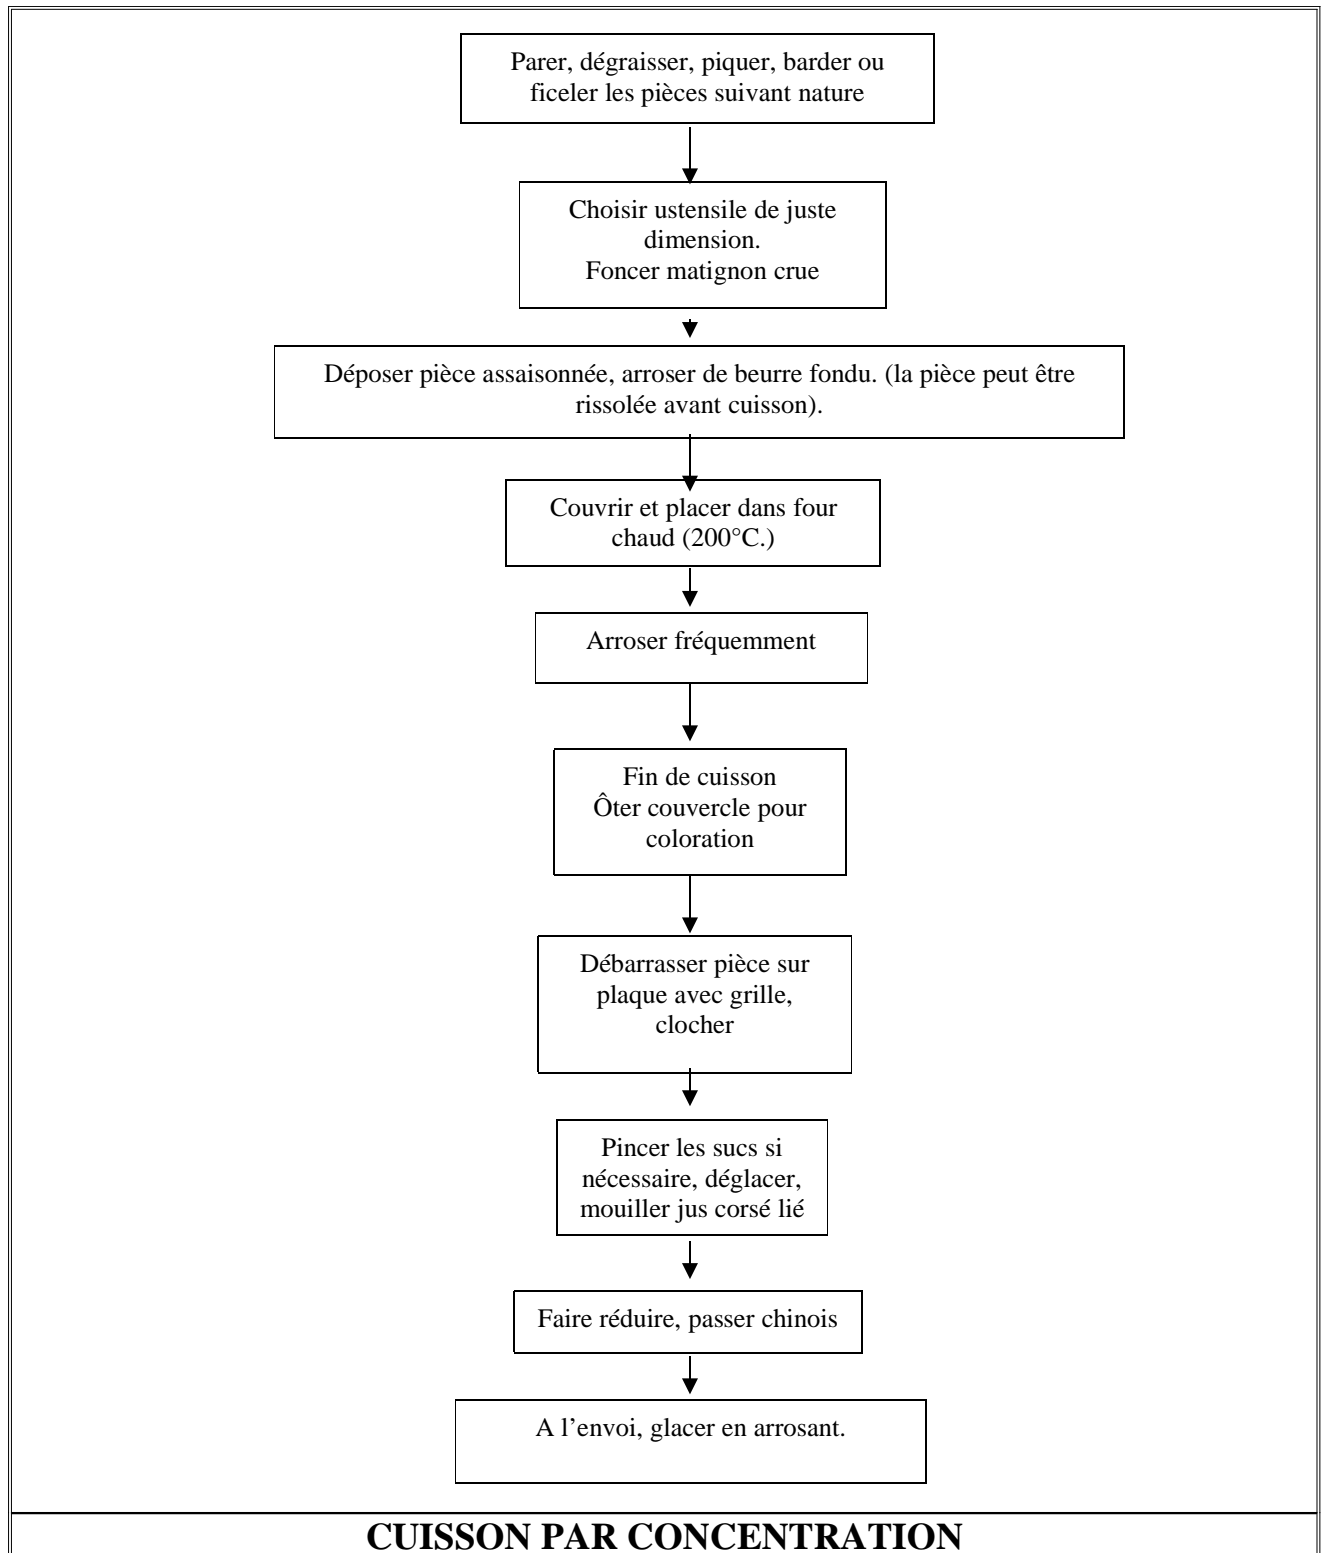 Parer, dégraisser, piquer, barder ou
ficeler les pièces suivant nature
Choisir ustensile de juste
dimension.
Foncer matignon crue
Déposer pièce assaisonnée, arroser de beurre fondu. (la pièce peut être
rissolée avant cuisson).
Couvrir et placer dans four
chaud (200°C.)
Arroser fréquemment
Fin de cuisson
Ôter couvercle pour
coloration
Débarrasser pièce sur
plaque avec grille,
clocher
Pincer les sucs si
nécessaire, déglacer,
mouiller jus corsé lié
Faire réduire, passer chinois
A l’envoi, glacer en arrosant.
CUISSON PAR CONCENTRATION